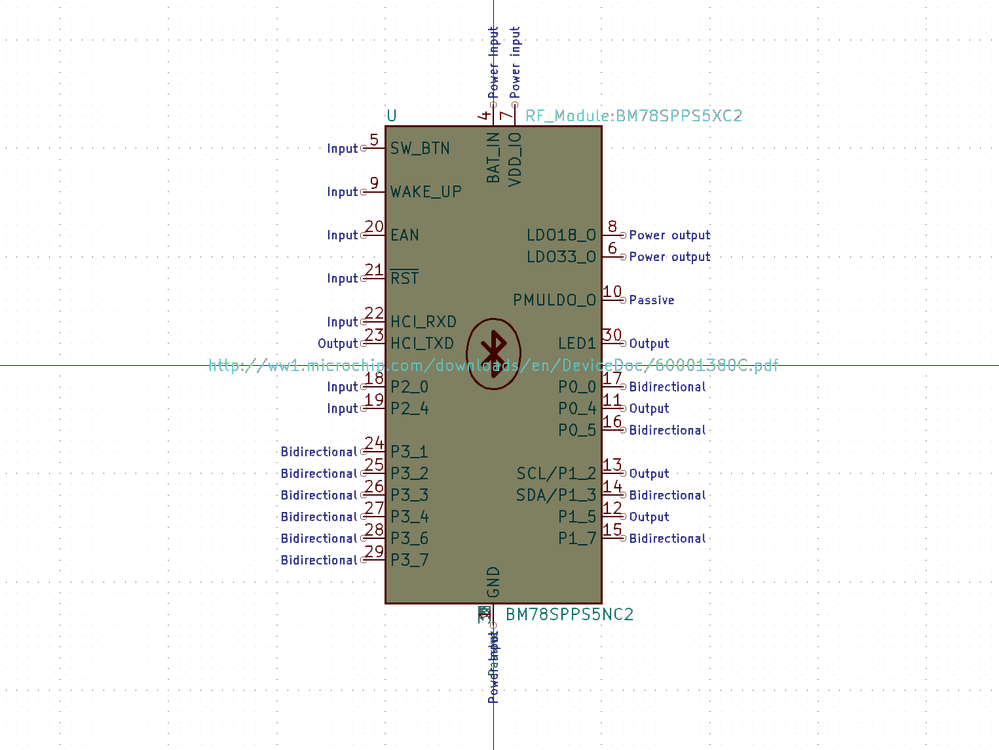 Power input
Power input
4
7
U
RF_Module:BM78SPPS5XC2
BAT_IN
VDD_IO
Input 5 SW_BTN
Input 9 WAKE_UP
Input 20 EAN
LDO18_O 8 Power output
LDO33_O 6 Power output
Input 21 RST
PMULDO_O 10 Passive
Input 22 HCI_RXD
Output 23 HCI_TXD
LED1 30 Output
http://ww1.microchip.com/downloads/en/DeviceDoc/60001380C.pdf
Input 18 P2_0
P0_0 17 Bidirectional
Input 19 P2_4
P0_4 11 Output
P0_5 16 Bidirectional
Bidirectional 24 P3_1
Bidirectional 25 P3_2
SCL/P1_2 13 Output
Bidirectional 26 P3_3
SDA/P1_3 14 Bidirectional
Bidirectional 27 P3_4
P1_5 12 Output
Bidirectional 28 P3_6
P1_7 15 Bidirectional
Bidirectional 29 P3_7
GND
BM78SPPS5NC2
Power input